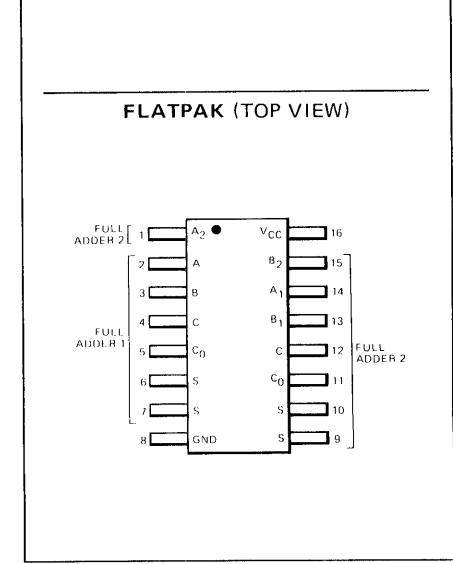 FLATPAK (TOP VIEW)
FULL ADDER 2 1 A2 VCC 16
2 A B2 15
3 B A1 14
4 C B1 13
FULL ADDER 1
5 C0 C 12
FULL ADDER 2
6 S C0 11
7 S S 10
8 GND S 9